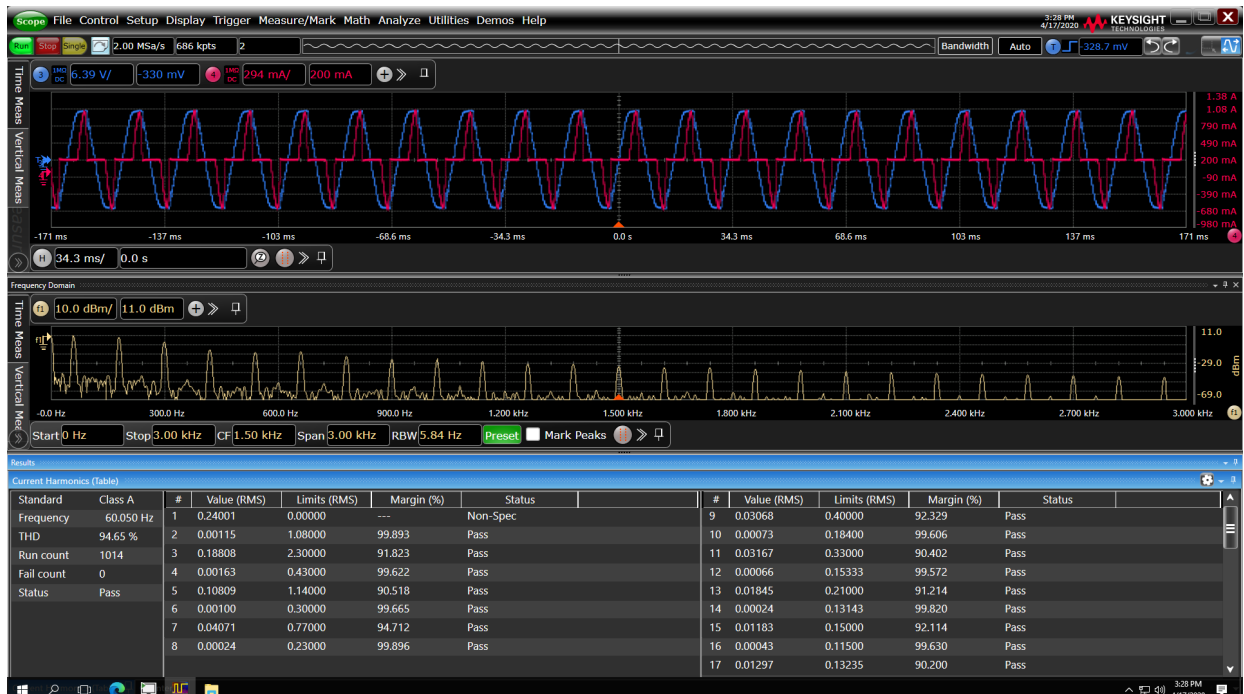 Scope File Control Setup Display Trigger Measure/Mark Math Analyze Utilities Demos Help
3:28 PM
4/17/2020
KEYSIGHT
TECHNOLOGIES
Run Stop Single 2.00 MSa/s 686 kpts 2 Bandwidth Auto T -328.7 mV
Time Meas
Vertical Meas
3 1MΩ DC 6.39 V/ -330 mV 4 1MΩ DC 294 mA/ 200 mA
1.38 A
1.08 A
790 mA
490 mA
200 mA
-90 mA
-390 mA
-680 mA
-980 mA
-171 ms -137 ms -103 ms -68.6 ms -34.3 ms 0.0 s 34.3 ms 68.6 ms 103 ms 137 ms 171 ms 4
H 34.3 ms/ 0.0 s Z
Frequency Domain
Time Meas
Vertical Mea
f1 10.0 dBm/ 11.0 dBm
f1
11.0
-29.0
-69.0
dBm
-0.0 Hz 300.0 Hz 600.0 Hz 900.0 Hz 1.200 kHz 1.500 kHz 1.800 kHz 2.100 kHz 2.400 kHz 2.700 kHz 3.000 kHz f1
Start 0 Hz Stop 3.00 kHz CF 1.50 kHz Span 3.00 kHz RBW 5.84 Hz Preset Mark Peaks
Results
Current Harmonics (Table)
Standard Class A
Frequency 60.050 Hz
THD 94.65 %
Run count 1014
Fail count 0
Status Pass
# Value (RMS) Limits (RMS) Margin (%) Status
1 0.24001 0.00000 --- Non-Spec
2 0.00115 1.08000 99.893 Pass
3 0.18808 2.30000 91.823 Pass
4 0.00163 0.43000 99.622 Pass
5 0.10809 1.14000 90.518 Pass
6 0.00100 0.30000 99.665 Pass
7 0.04071 0.77000 94.712 Pass
8 0.00024 0.23000 99.896 Pass
# Value (RMS) Limits (RMS) Margin (%) Status
9 0.03068 0.40000 92.329 Pass
10 0.00073 0.18400 99.606 Pass
11 0.03167 0.33000 90.402 Pass
12 0.00066 0.15333 99.572 Pass
13 0.01845 0.21000 91.214 Pass
14 0.00024 0.13143 99.820 Pass
15 0.01183 0.15000 92.114 Pass
16 0.00043 0.11500 99.630 Pass
17 0.01297 0.13235 90.200 Pass
3:28 PM